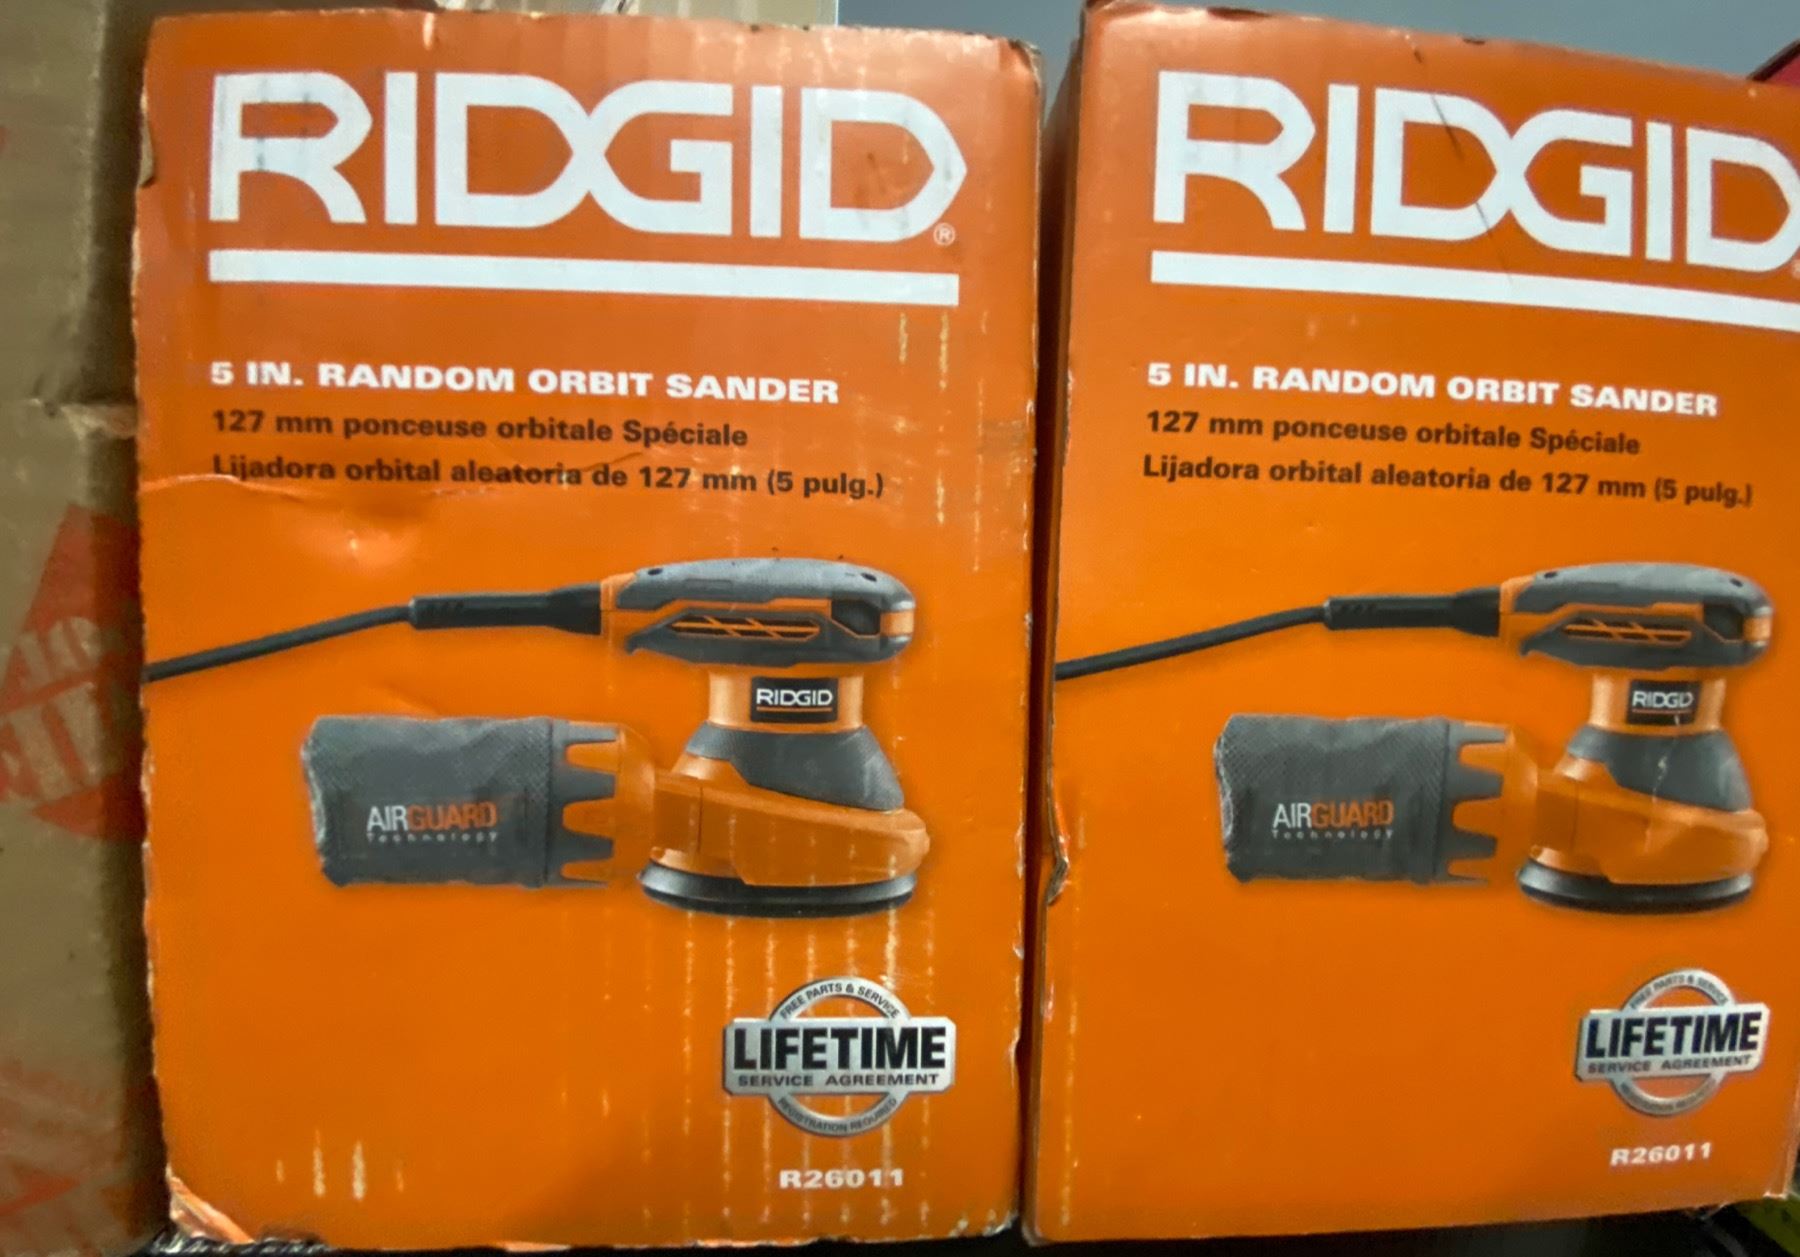 RIDGID®
5 IN. RANDOM ORBIT SANDER
127 mm ponceuse orbitale Spéciale
Lijadora orbital aleatoria de 127 mm (5 pulg.)
RIDGID
AIRGUARD
Technology
FREE PARTS & SERVICE
LIFETIME
SERVICE AGREEMENT
REGISTRATION REQUIRED
R26011
RIDGID
5 IN. RANDOM ORBIT SANDER
127 mm ponceuse orbitale Spéciale
Lijadora orbital aleatoria de 127 mm (5 pulg.)
RIDGID
AIRGUARD
Technology
FREE PARTS & SERVICE
LIFETIME
SERVICE AGREEMENT
REGISTRATION REQUIRED
R26011